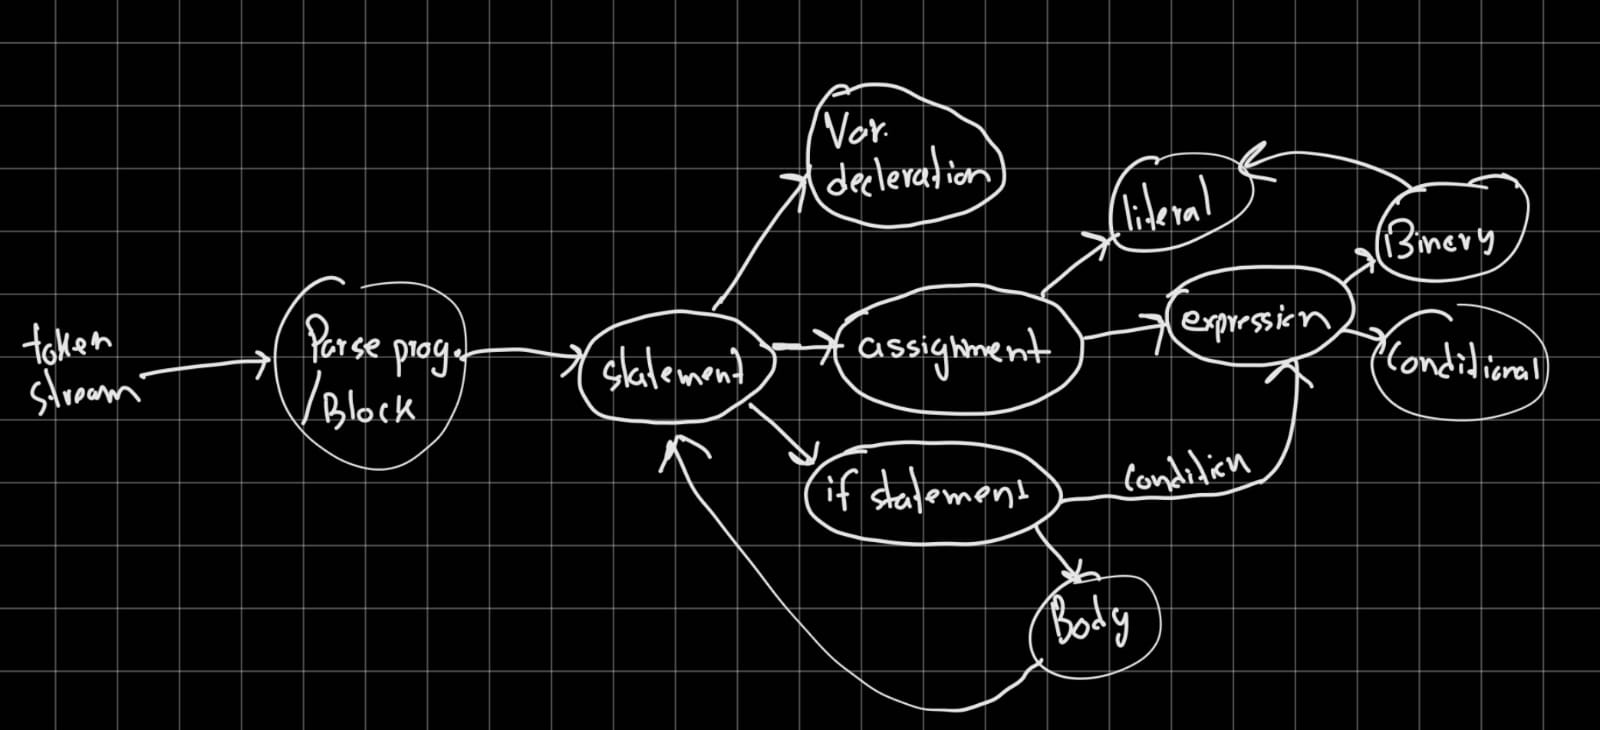 Var.
decleration
literal
Binery
token
stream
Parse prog.
/Block
statement
assignment
expression
Conditional
if statement
Condition
Body